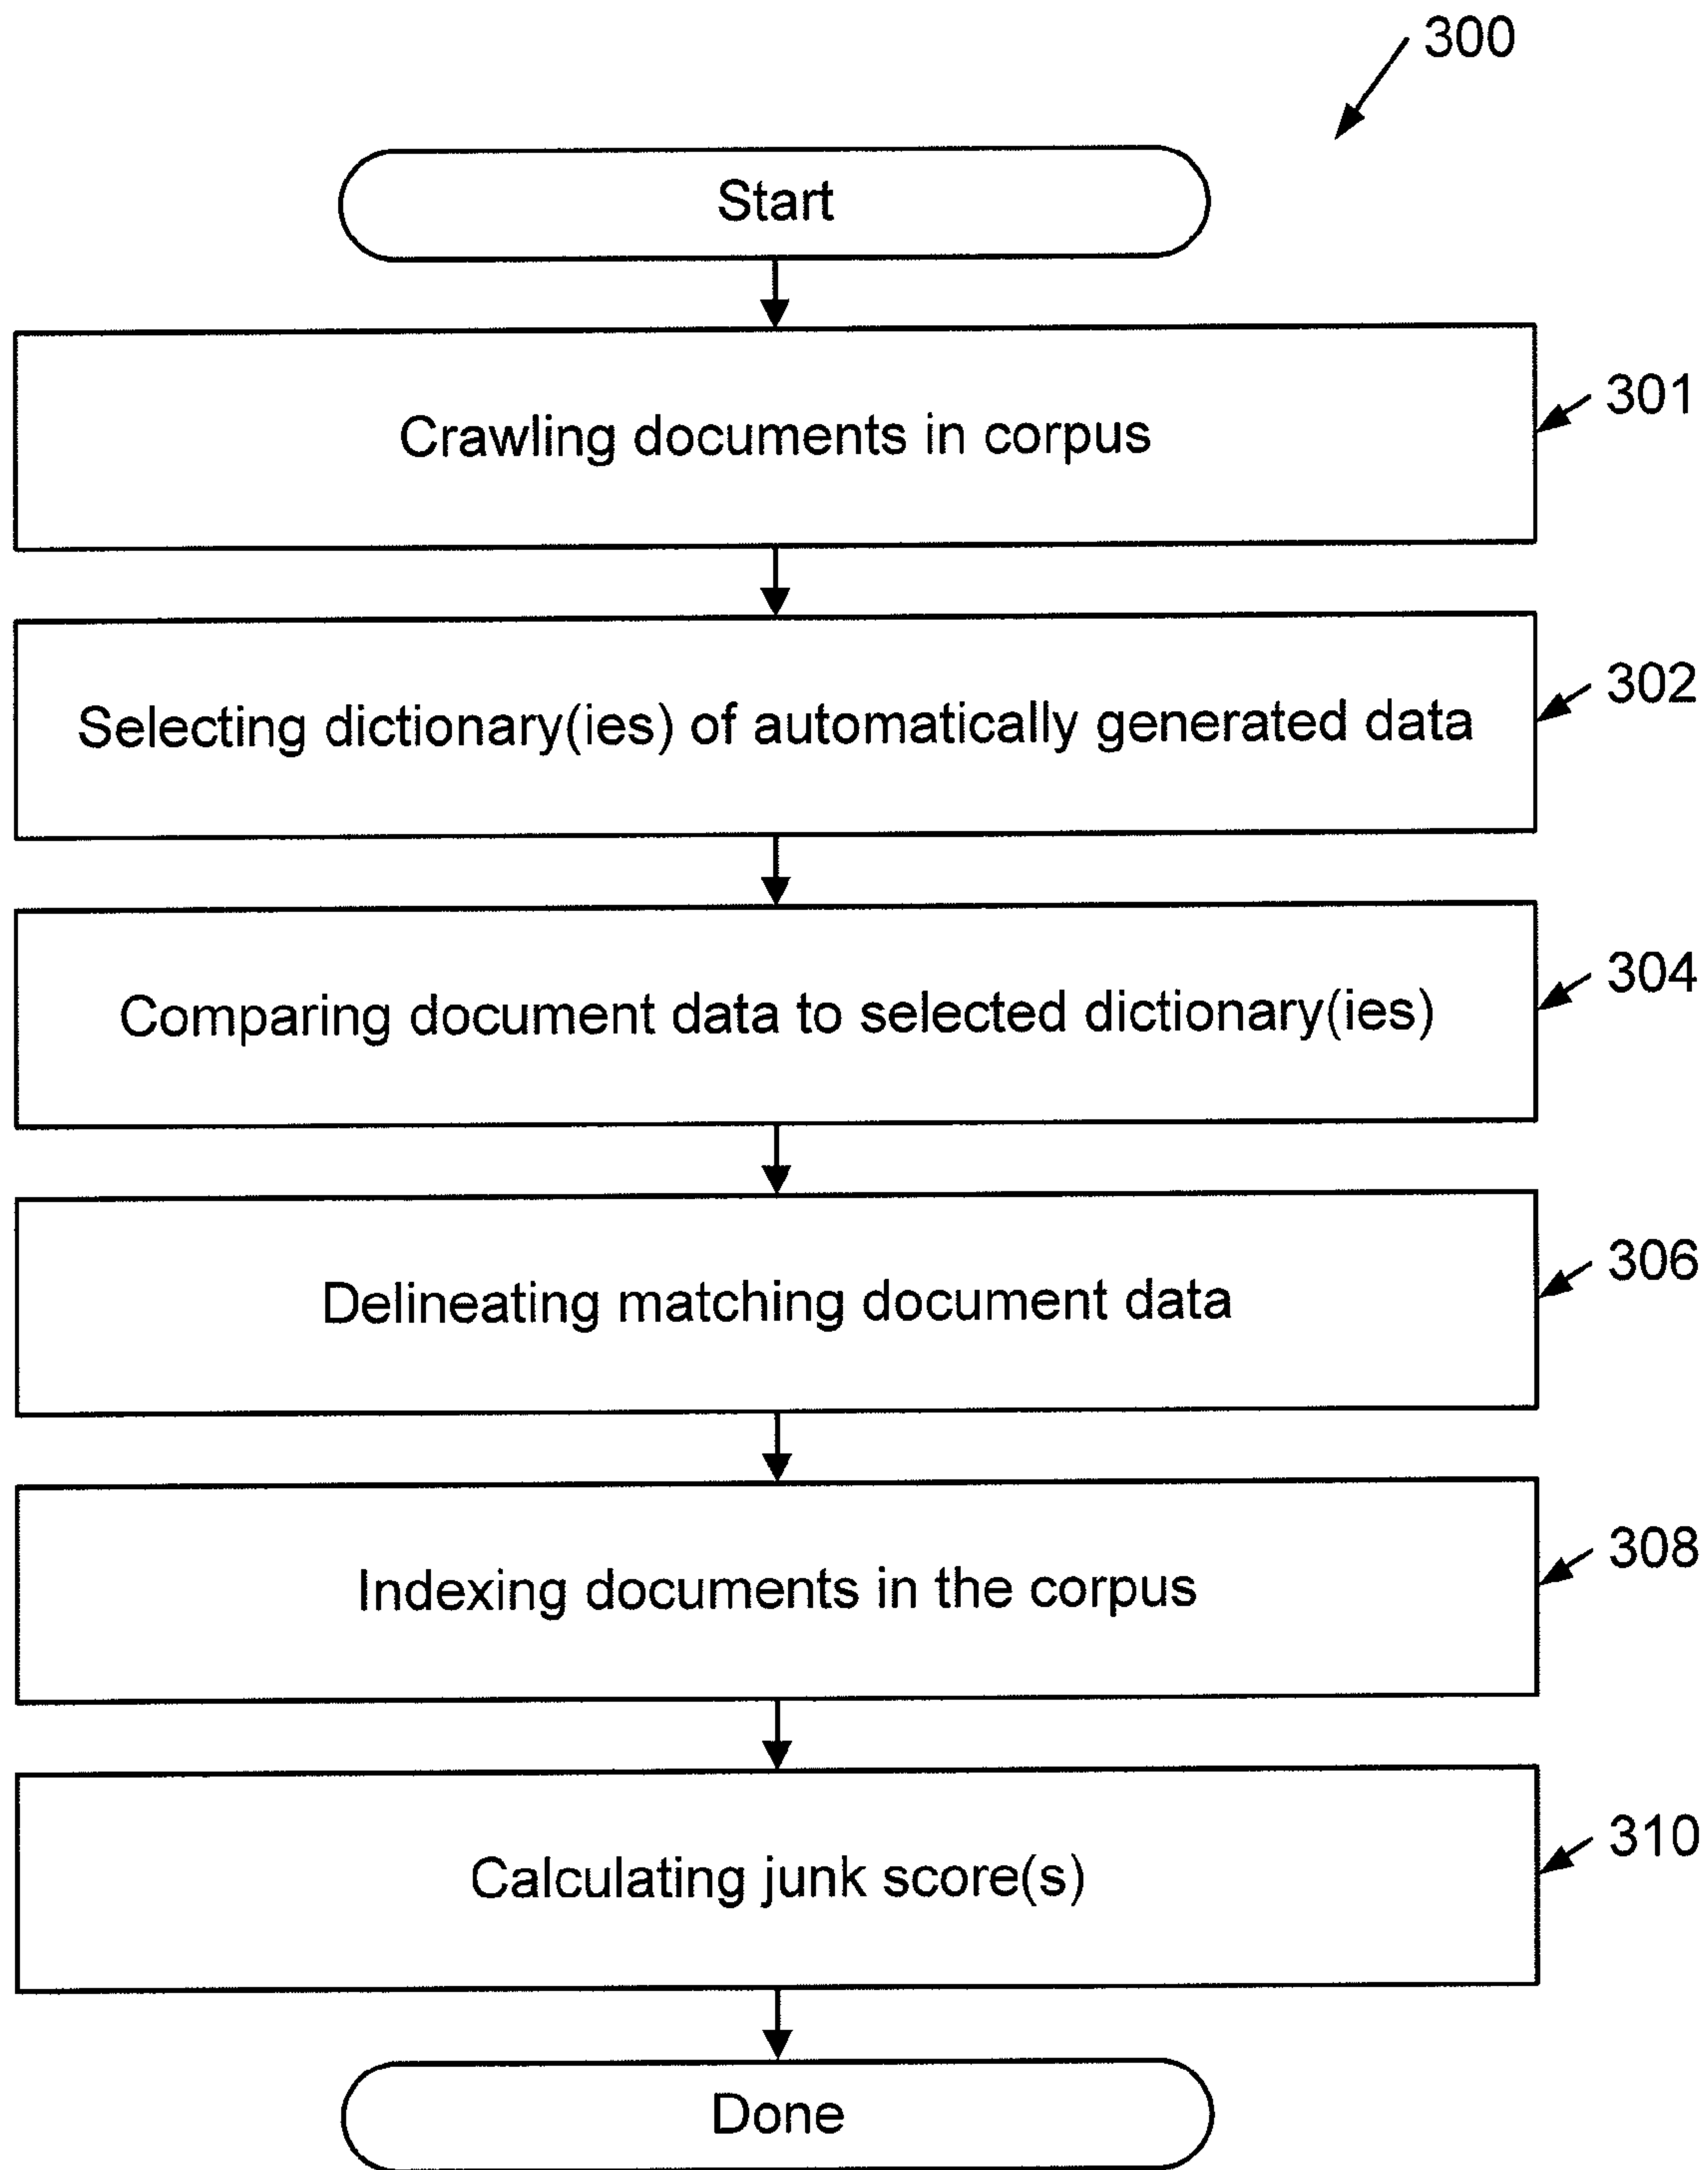 300
Start
Crawling documents in corpus
301
Selecting dictionary(ies) of automatically generated data
302
Comparing document data to selected dictionary(ies)
304
Delineating matching document data
306
Indexing documents in the corpus
308
Calculating junk score(s)
310
Done